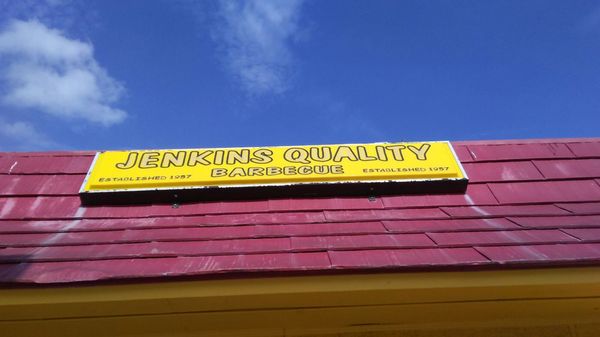 JENKINS QUALITY
ESTABLISHED 1957 BARBECUE ESTABLISHED 1957